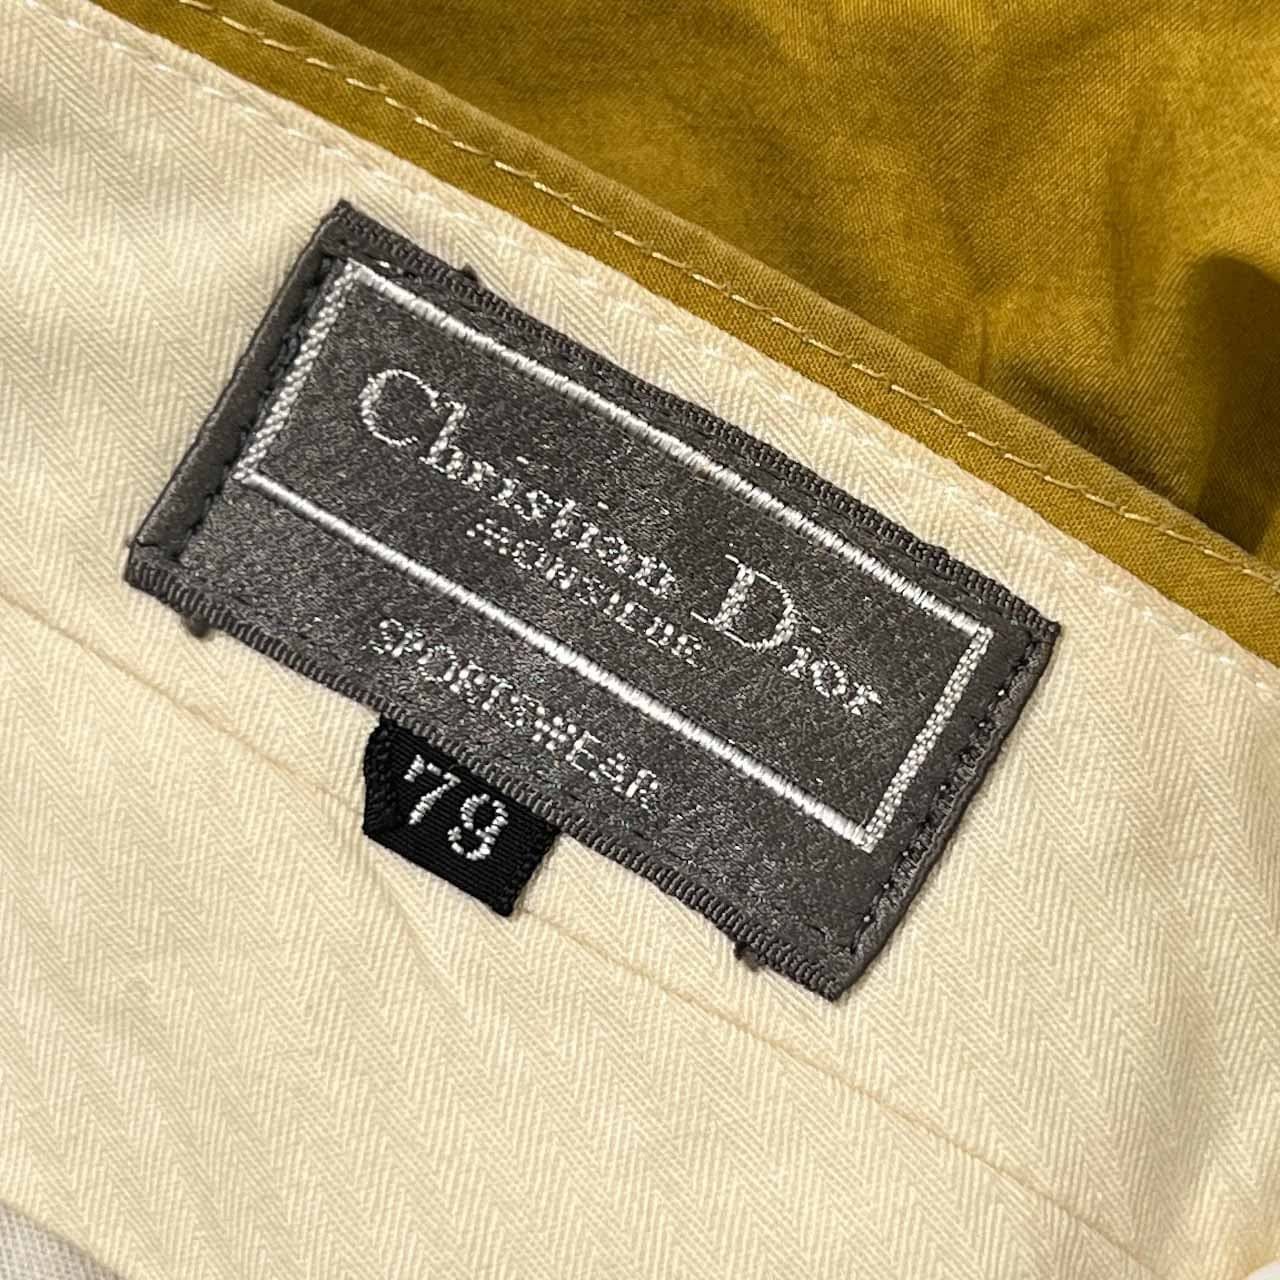 Christian Dior
MONSIEUR
SPORTSWEAR
79